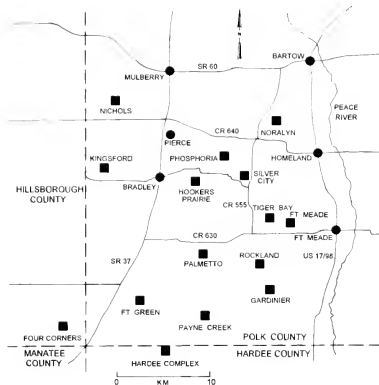 SR 60
BARTOW
MULBERRY
NICHOLS
PEACE
RIVER
CR 640
NORALYN
PIERCE
PHOSPHORIA
HOMELAND
KINGSFORD
SILVER
CITY
BRADLEY
HOOKERS
PRAIRIE
HILLSBOROUGH
COUNTY
CR 555
TIGER BAY
FT MEADE
CR 630
FT MEADE
PALMETTO
ROCKLAND
US 17/98
SR 37
GARDINIER
FT GREEN
PAYNE CREEK
FOUR CORNERS
POLK COUNTY
MANATEE
COUNTY
HARDEE COUNTY
HARDEE COMPLEX
0 10
KM